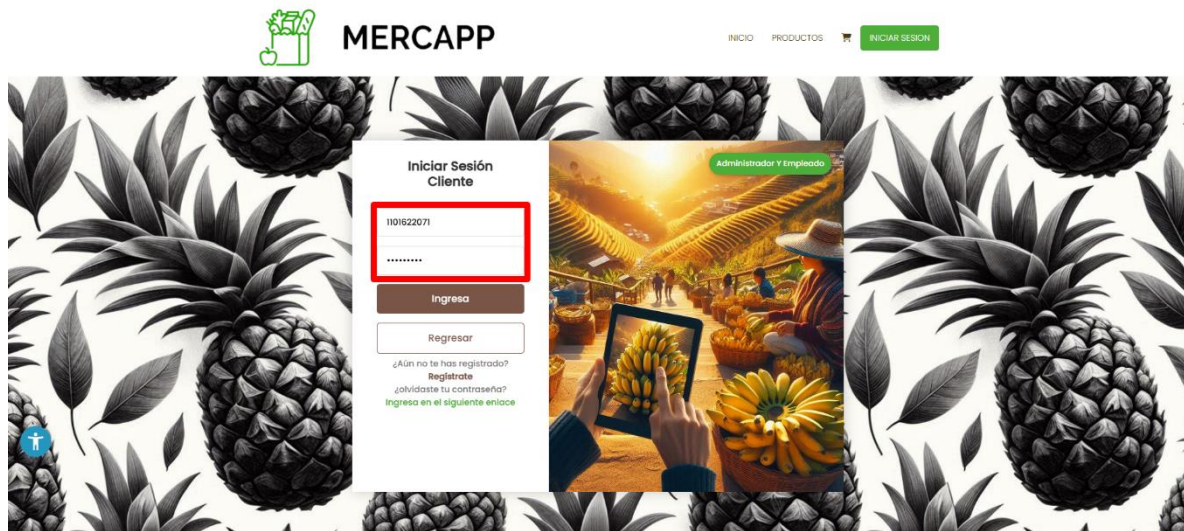 MERCAPP
INICIO PRODUCTOS INICIAR SESION
Iniciar Sesión
Cliente
Administrador Y Empleado
1101622071
•••••••••
Ingresa
Regresar
¿Aún no te has registrado?
Regístrate
¿olvidaste tu contraseña?
Ingresa en el siguiente enlace